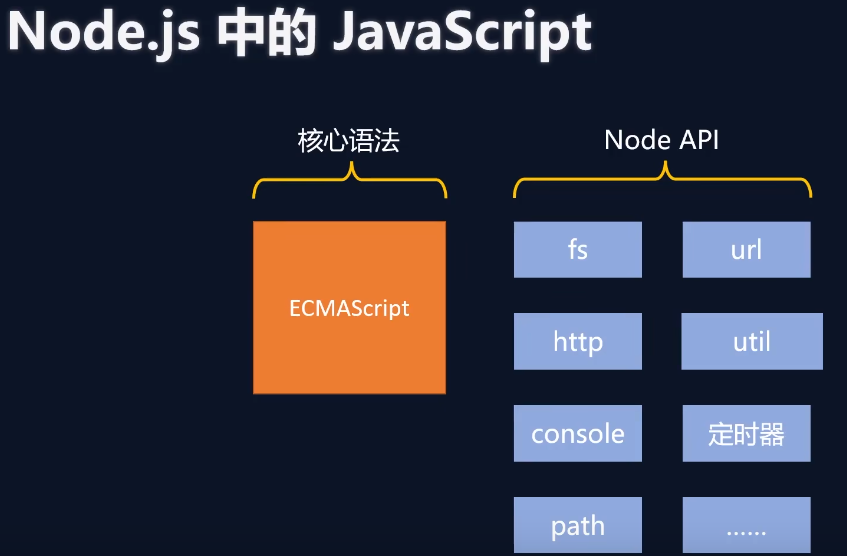 Node.js 中的 JavaScript
核心语法
Node API
ECMAScript
fs
url
http
util
console
定时器
path
......